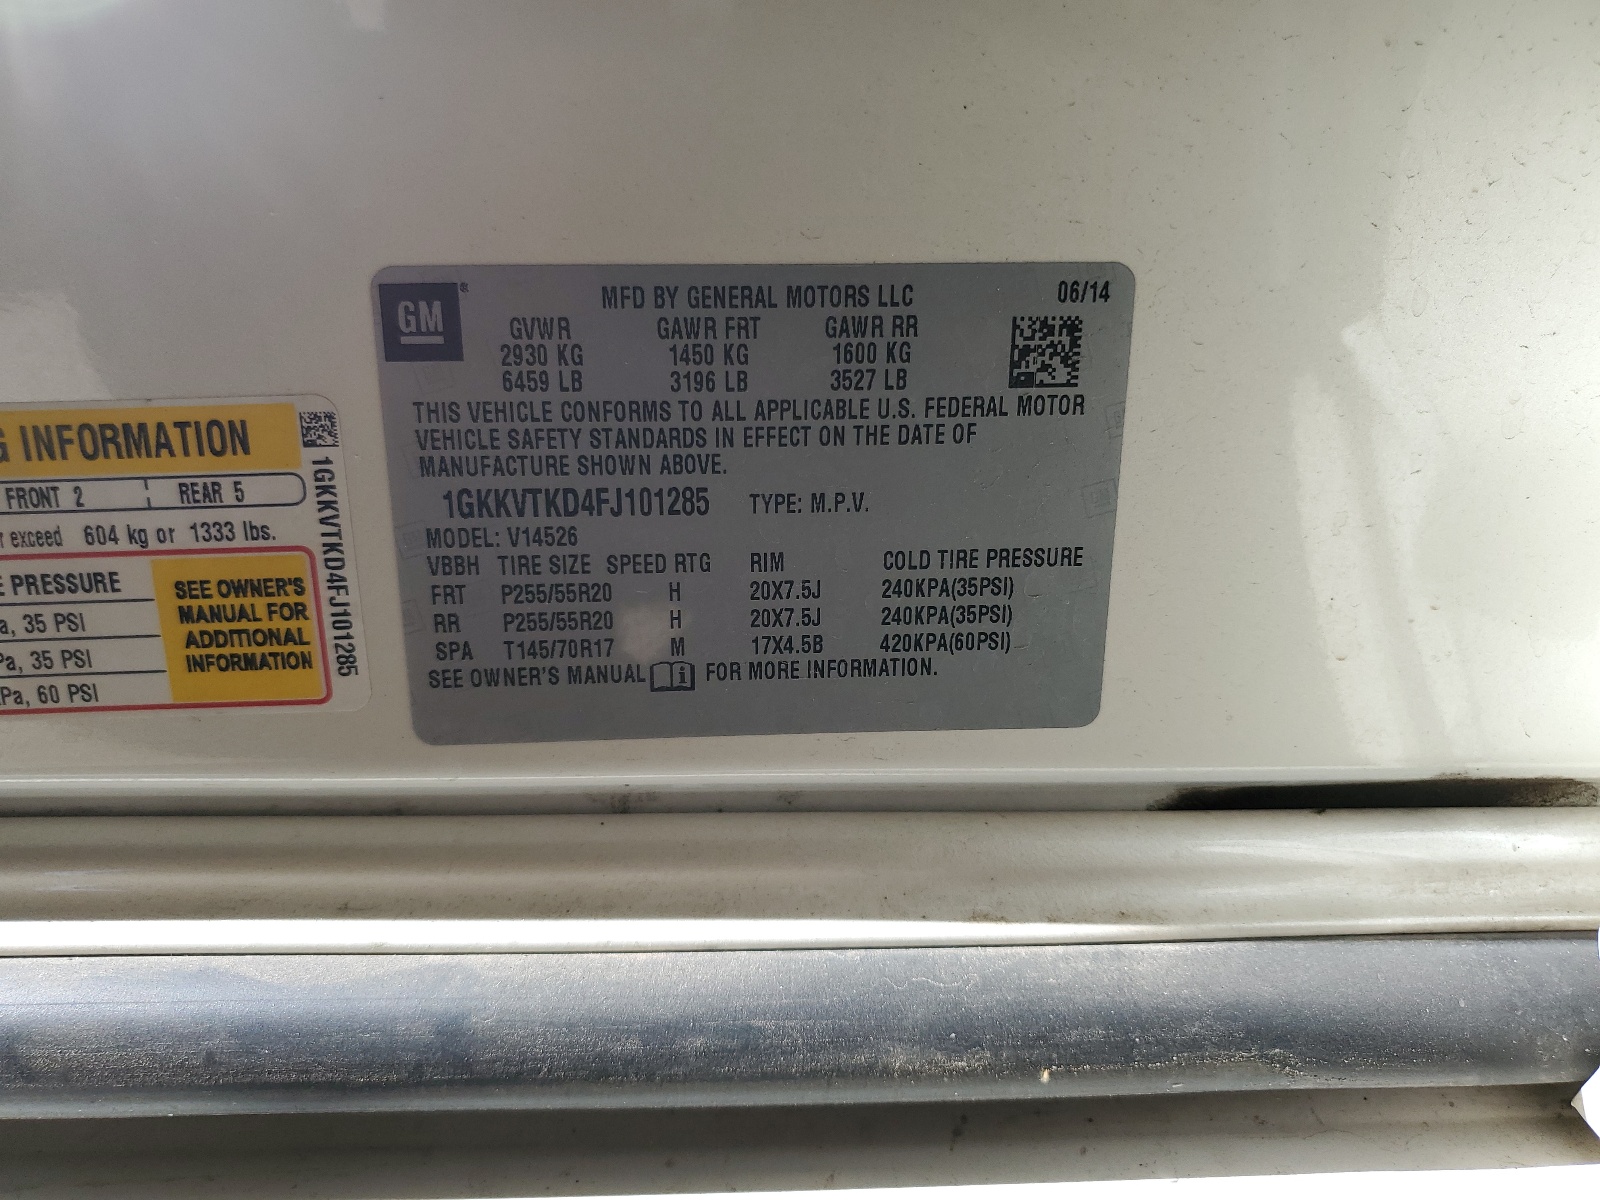 GM®
MFD BY GENERAL MOTORS LLC 06/14
GVWR GAWR FRT GAWR RR
2930 KG 1450 KG 1600 KG
6459 LB 3196 LB 3527 LB
THIS VEHICLE CONFORMS TO ALL APPLICABLE U.S. FEDERAL MOTOR
VEHICLE SAFETY STANDARDS IN EFFECT ON THE DATE OF
MANUFACTURE SHOWN ABOVE.
1GKKVTKD4FJ101285 TYPE: M.P.V.
MODEL: V14526
VBBH TIRE SIZE SPEED RTG RIM COLD TIRE PRESSURE
FRT P255/55R20 H 20X7.5J 240KPA(35PSI)
RR P255/55R20 H 20X7.5J 240KPA(35PSI)
SPA T145/70R17 M 17X4.5B 420KPA(60PSI)
SEE OWNER'S MANUAL FOR MORE INFORMATION.
G INFORMATION
FRONT 2 REAR 5
exceed 604 kg or 1333 lbs.
E PRESSURE
a, 35 PSI
Pa, 35 PSI
Pa, 60 PSI
SEE OWNER'S
MANUAL FOR
ADDITIONAL
INFORMATION
1GKKVTKD4FJ101285